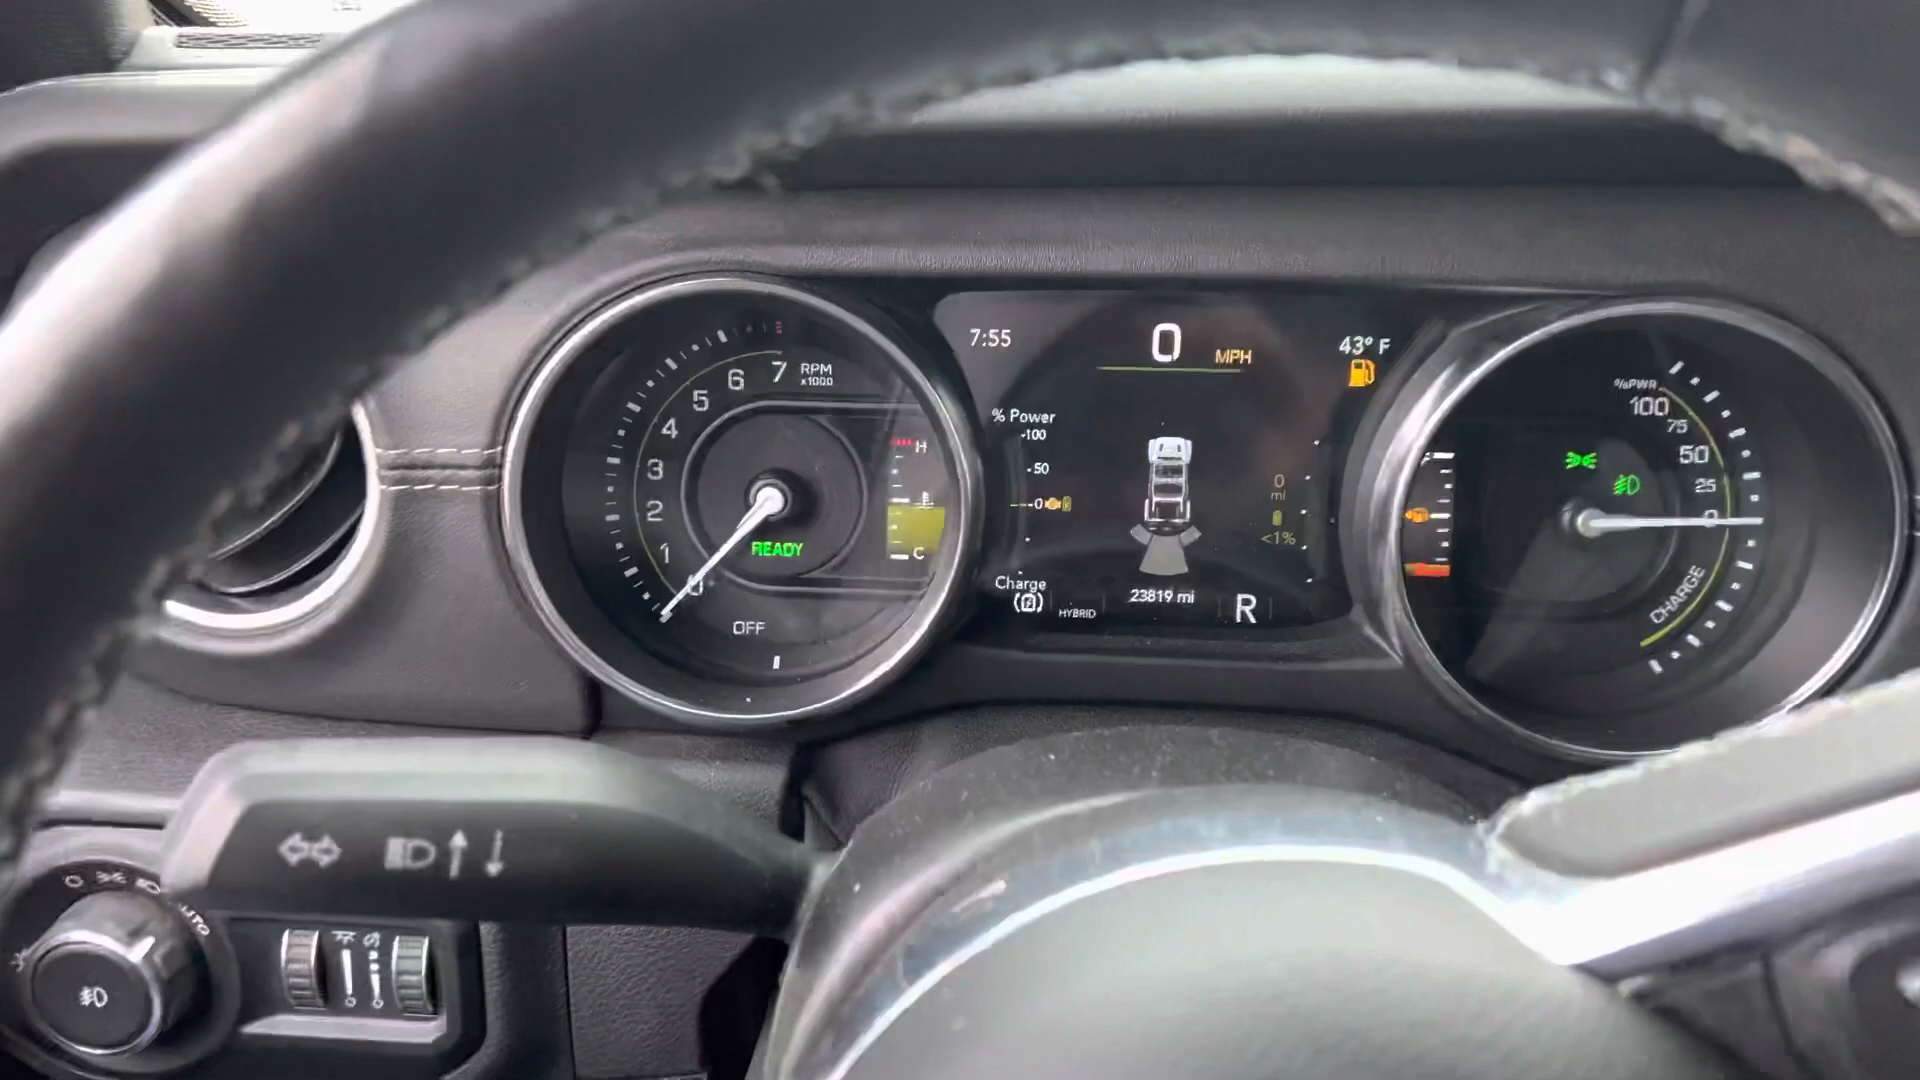 7
RPM
x1000
6
5
4
3
2
1
0
READY
OFF
H
C
7:55
0
MPH
43° F
% Power
-100
-50
-0
0
mi
<1%
Charge
HYBRID
23819 mi
R
%PWR
100
75
50
25
0
CHARGE
AUTO